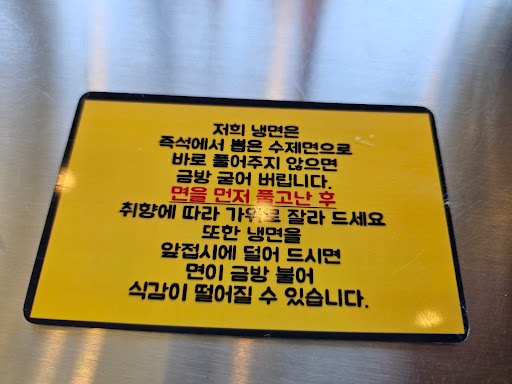 저희 냉면은
즉석에서 뽑은 수제면으로
바로 풀어주지 않으면
금방 굳어 버립니다.
면을 먼저 풀고난 후
취향에 따라 가위로 잘라 드세요
또한 냉면을
앞접시에 덜어 드시면
면이 금방 불어
식감이 떨어질 수 있습니다.